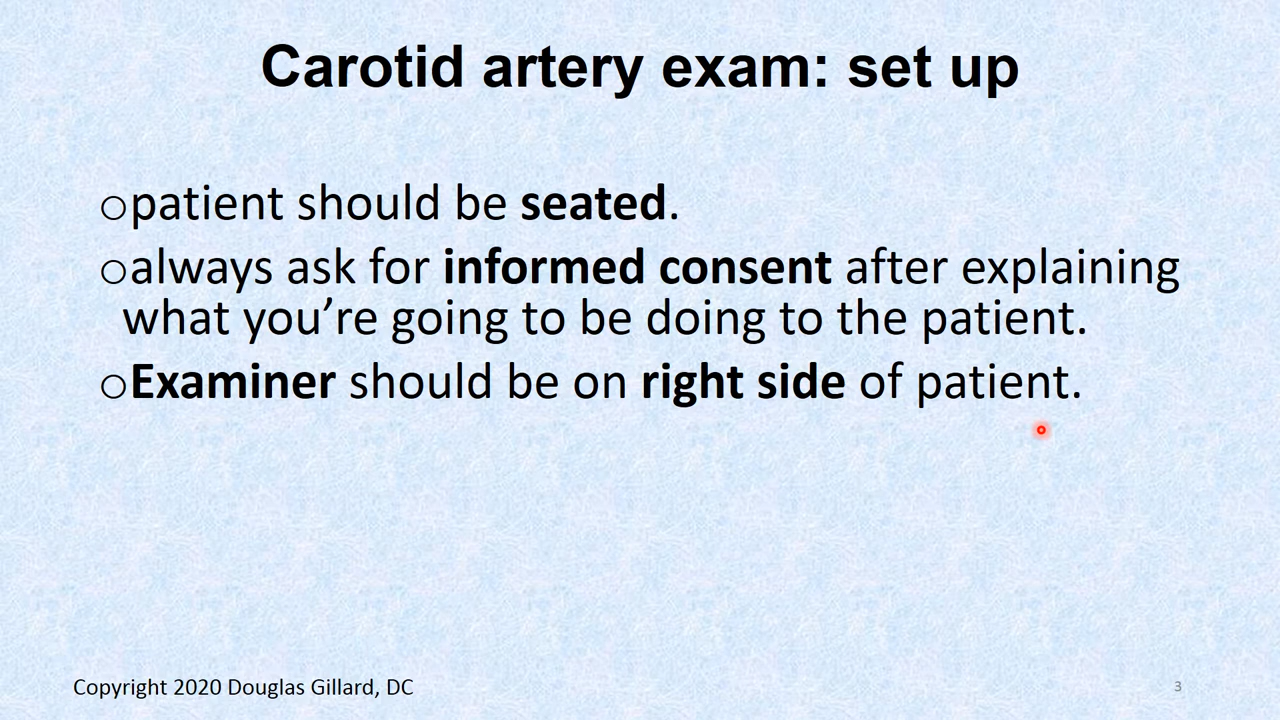 Carotid artery exam: set up
○patient should be seated.
○always ask for informed consent after explaining
what you’re going to be doing to the patient.
○Examiner should be on right side of patient.
Copyright 2020 Douglas Gillard, DC
3